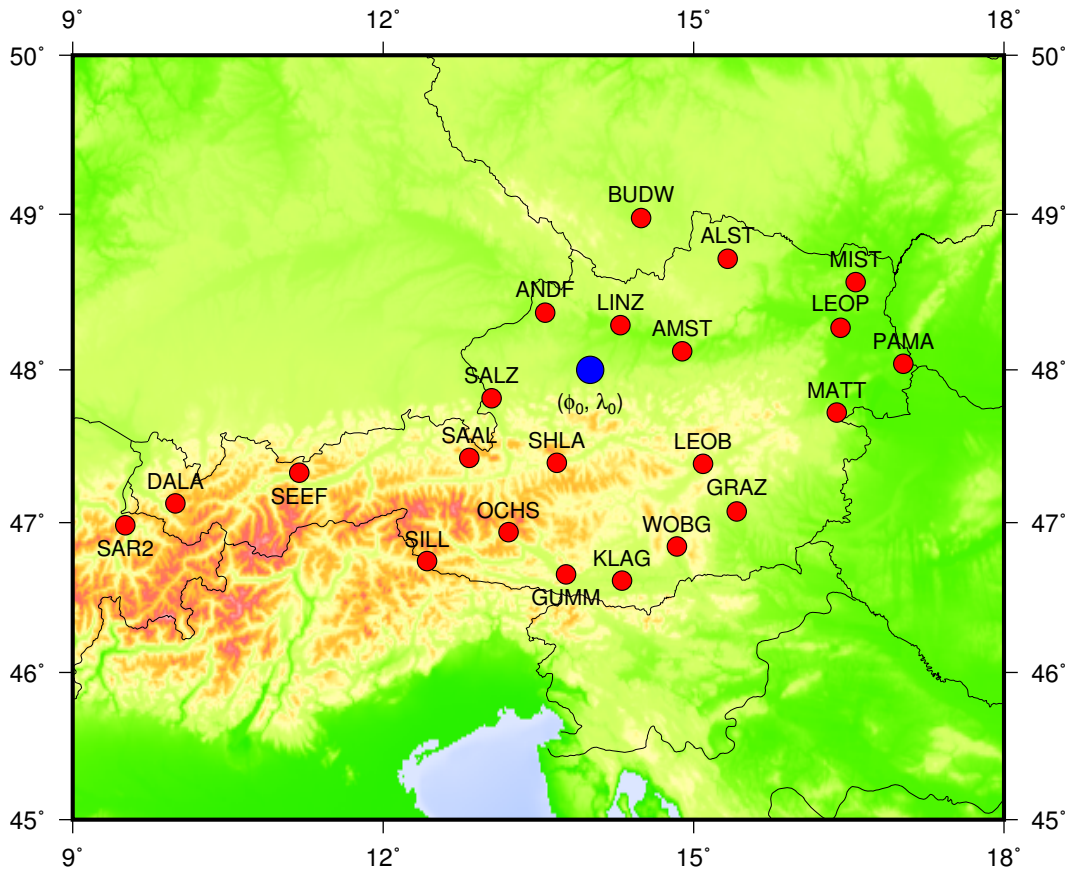 9˚ 12˚ 15˚ 18˚
50˚ 50˚
BUDW
49˚ 49˚
ALST
MIST
ANDF LINZ LEOP
AMST
PAMA
48˚ 48˚
SALZ MATT
(ϕ0, λ0)
SAAL SHLA LEOB
DALA SEEF GRAZ
OCHS
47˚ WOBG 47˚
SAR2 SILL
KLAG
GUMM
46˚ 46˚
45˚ 45˚
9˚ 12˚ 15˚ 18˚